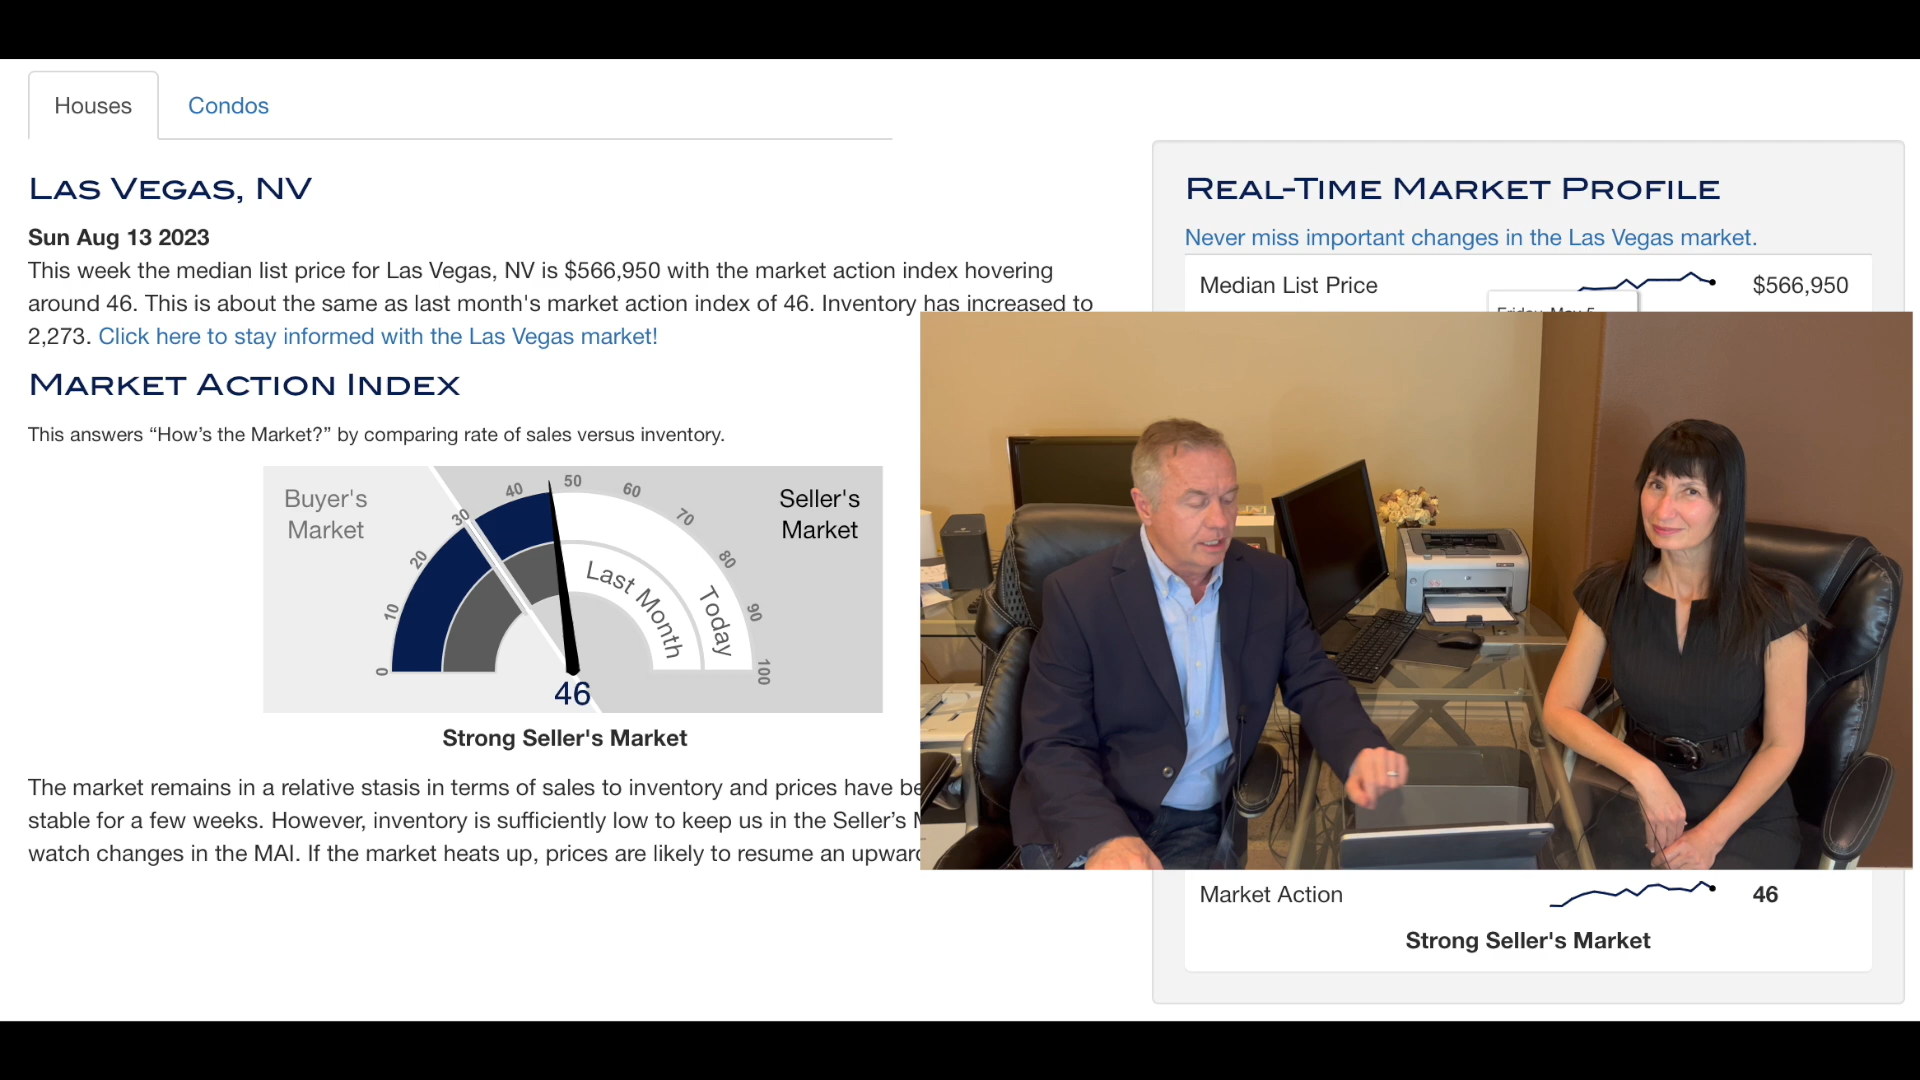 Houses
Condos
LAS VEGAS, NV
Sun Aug 13 2023
This week the median list price for Las Vegas, NV is $566,950 with the market action index hovering
around 46. This is about the same as last month's market action index of 46. Inventory has increased to
2,273. Click here to stay informed with the Las Vegas market!
MARKET ACTION INDEX
This answers “How’s the Market?” by comparing rate of sales versus inventory.
Buyer's
Market
Seller's
Market
0
10
20
30
40
50
60
70
80
90
100
Last Month
Today
46
Strong Seller's Market
The market remains in a relative stasis in terms of sales to inventory and prices have
stable for a few weeks. However, inventory is sufficiently low to keep us in the Seller’s
watch changes in the MAI. If the market heats up, prices are likely to resume an
REAL-TIME MARKET PROFILE
Never miss important changes in the Las Vegas market.
Median List Price
$566,950
Market Action
46
Strong Seller's Market